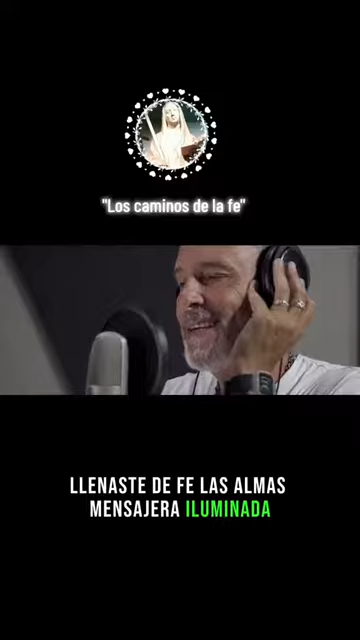 "Los caminos de la fe"
LLENASTE DE FE LAS ALMAS
MENSAJERA ILUMINADA